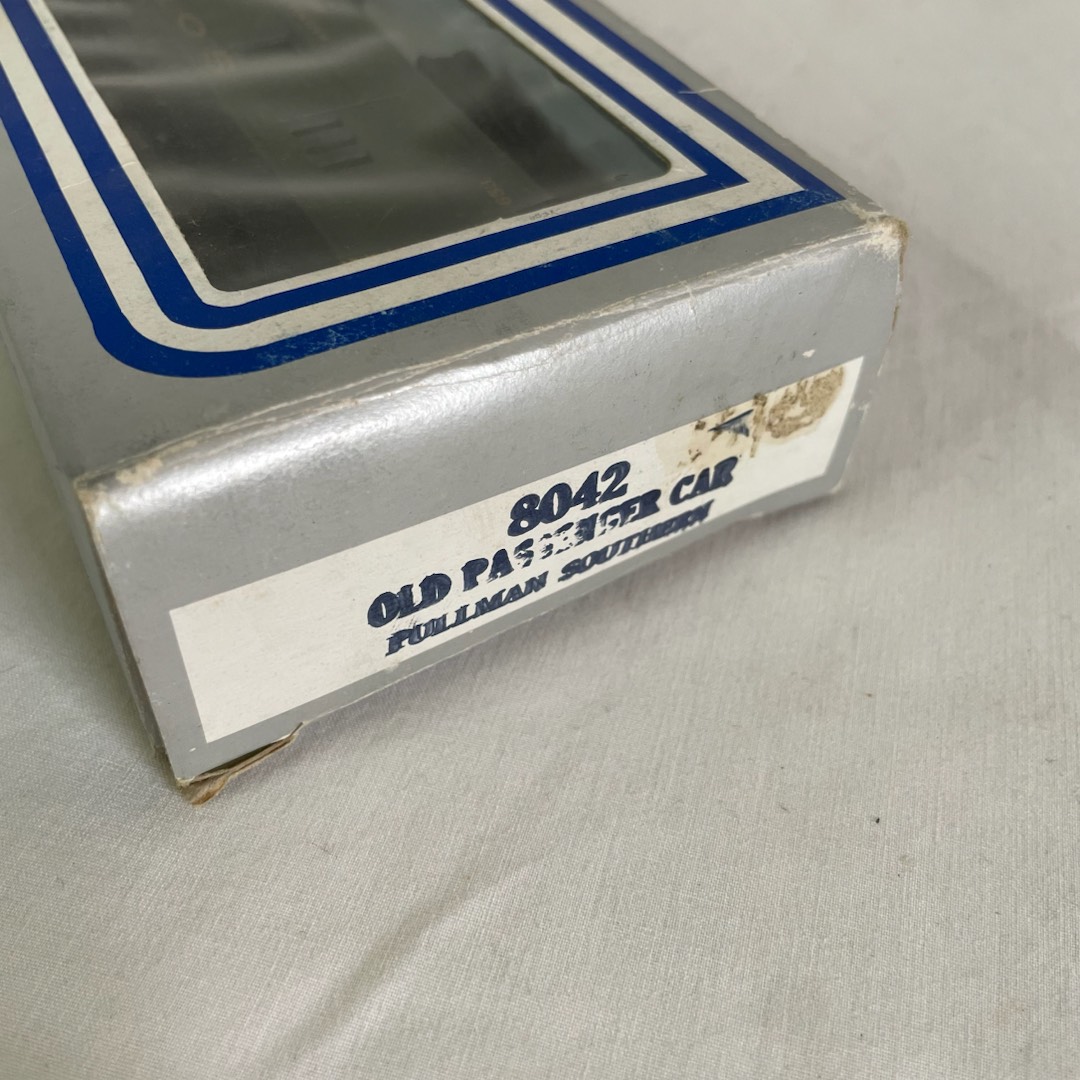 8042
OLD PASSENGER CAR
PULLMAN SOUTHERN